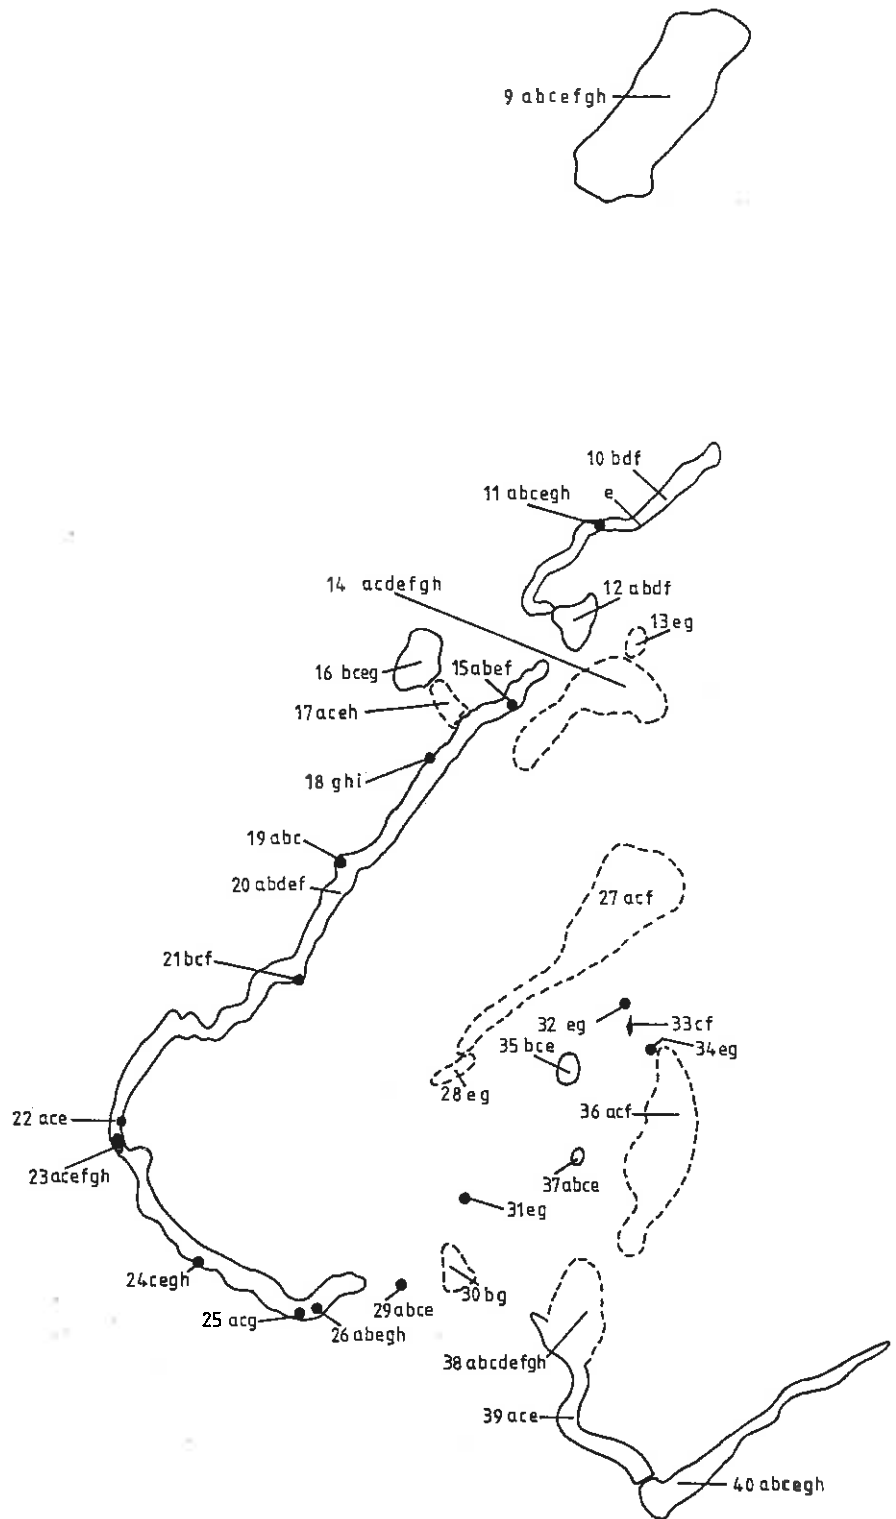 9 abcefgh
10 bdf
11 abcegh
e
14 acdefgh
12 abdf
13 eg
16 bceg
15 abef
17 aceh
18 ghi
19 abc
20 abdef
27 acf
21 bcf
32 eg
33 cf
35 bce
34 eg
28 eg
36 acf
22 ace
23 acefgh
37 abce
31 eg
24 cegh
29 abce
30 bg
25 acg
26 abegh
38 abcdefgh
39 ace
40 abcegh